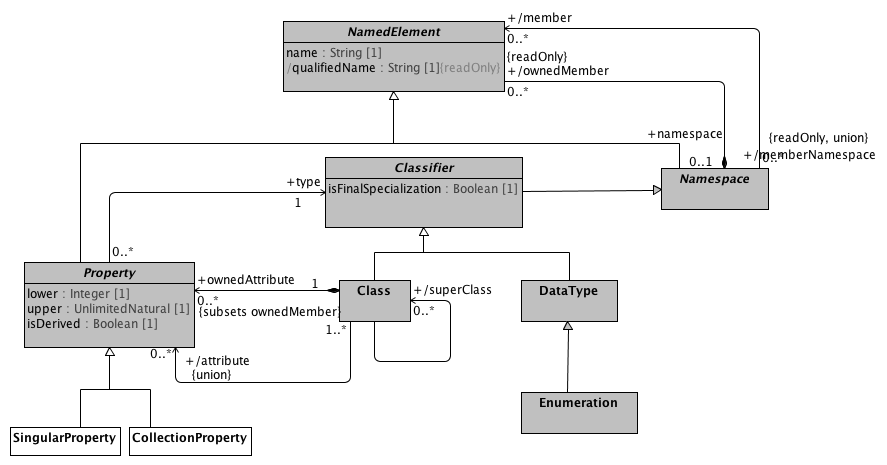 +/member
0..*
NamedElement
name : String [1]
/qualifiedName : String [1]{readOnly}
{readOnly}
+/ownedMember
0..*
+namespace
0..1
{readOnly, union}
+/memberNamespace
0..*
Namespace
Classifier
isFinalSpecialization : Boolean [1]
+type
1
0..*
Property
lower : Integer [1]
upper : UnlimitedNatural [1]
isDerived : Boolean [1]
+ownedAttribute
1
0..*
{subsets ownedMember}
Class
+/superClass
0..*
1..*
DataType
0..*
+/attribute
{union}
Enumeration
SingularProperty
CollectionProperty